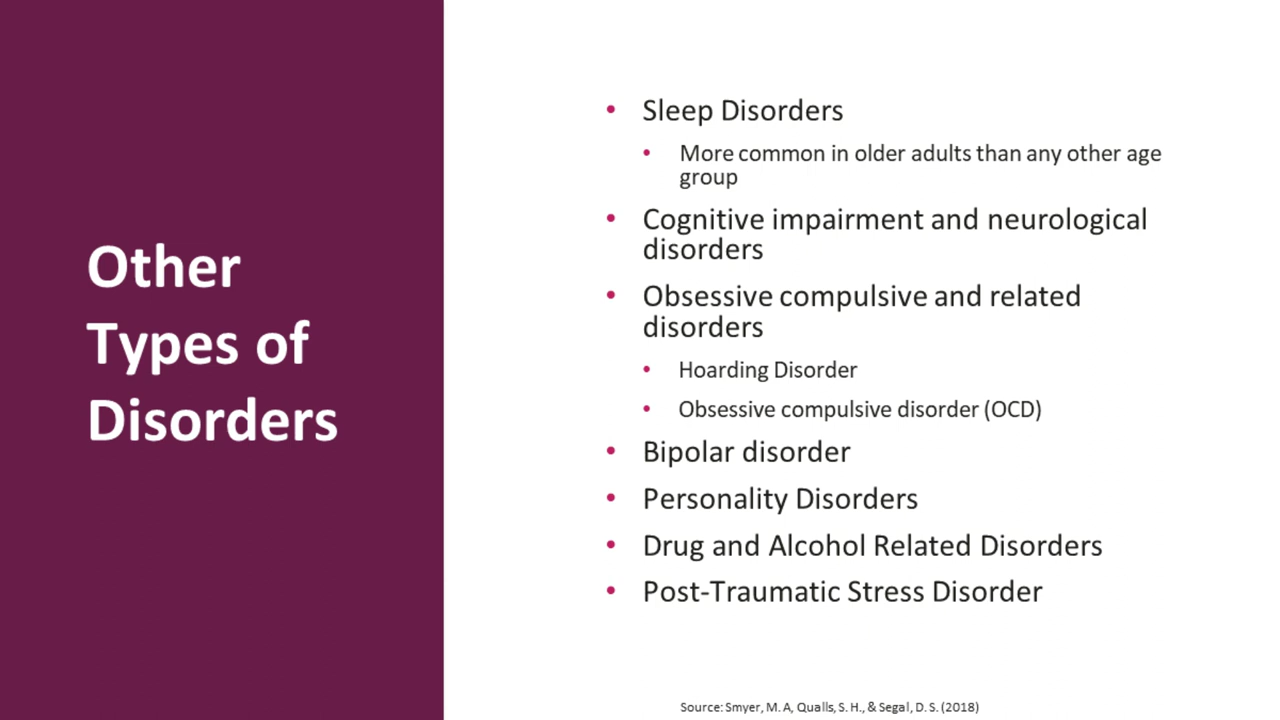 Other
Types of
Disorders
• Sleep Disorders
• More common in older adults than any other age
group
• Cognitive impairment and neurological
disorders
• Obsessive compulsive and related
disorders
• Hoarding Disorder
• Obsessive compulsive disorder (OCD)
• Bipolar disorder
• Personality Disorders
• Drug and Alcohol Related Disorders
• Post-Traumatic Stress Disorder
Source: Smyer, M. A, Qualls, S. H., & Segal, D. S. (2018)